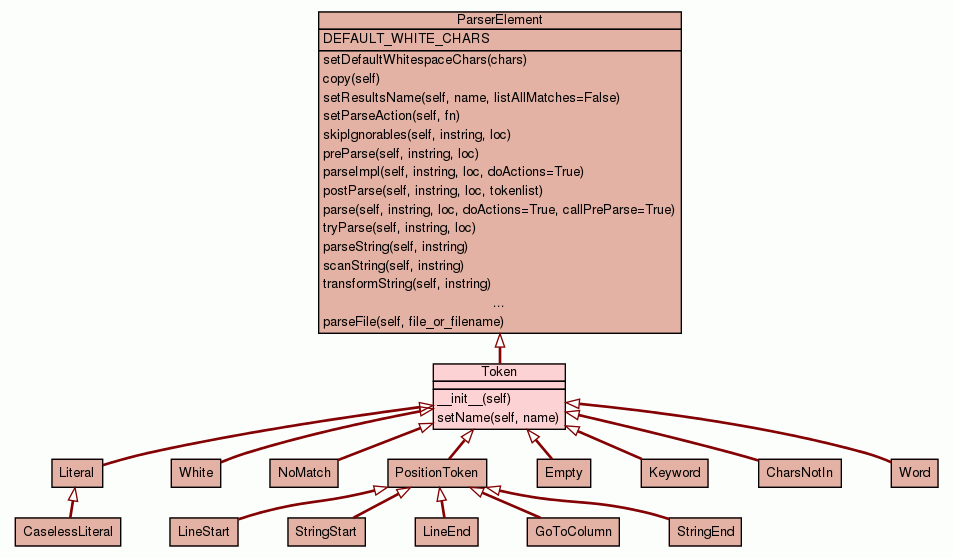 ParserElement
DEFAULT_WHITE_CHARS
setDefaultWhitespaceChars(chars)
copy(self)
setResultsName(self, name, listAllMatches=False)
setParseAction(self, fn)
skipIgnorables(self, instring, loc)
preParse(self, instring, loc)
parseImpl(self, instring, loc, doActions=True)
postParse(self, instring, loc, tokenlist)
parse(self, instring, loc, doActions=True, callPreParse=True)
tryParse(self, instring, loc)
parseString(self, instring)
scanString(self, instring)
transformString(self, instring)
...
parseFile(self, file_or_filename)
Token
__init__(self)
setName(self, name)
Literal White NoMatch PositionToken Empty Keyword CharsNotIn Word
CaselessLiteral LineStart StringStart LineEnd GoToColumn StringEnd